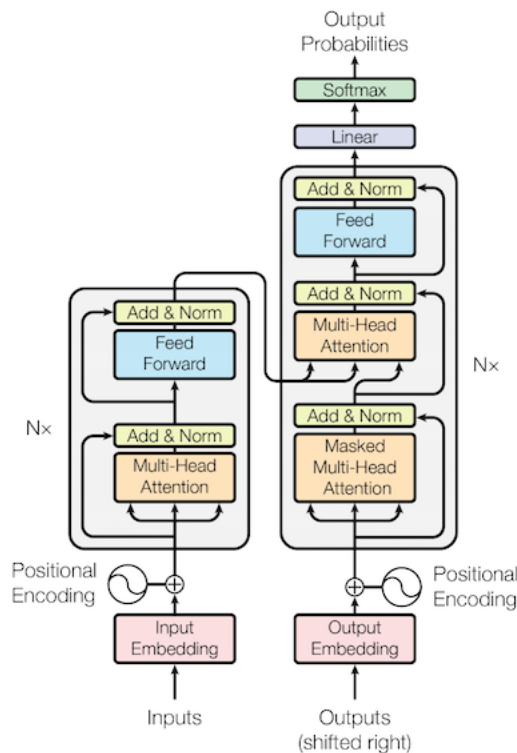 Output
Probabilities
Softmax
Linear
Add & Norm
Feed
Forward
Add & Norm
Multi-Head
Attention
Add & Norm
Masked
Multi-Head
Attention
Nx
Add & Norm
Feed
Forward
Add & Norm
Multi-Head
Attention
Nx
Positional
Encoding
Positional
Encoding
Input
Embedding
Output
Embedding
Inputs
Outputs
(shifted right)